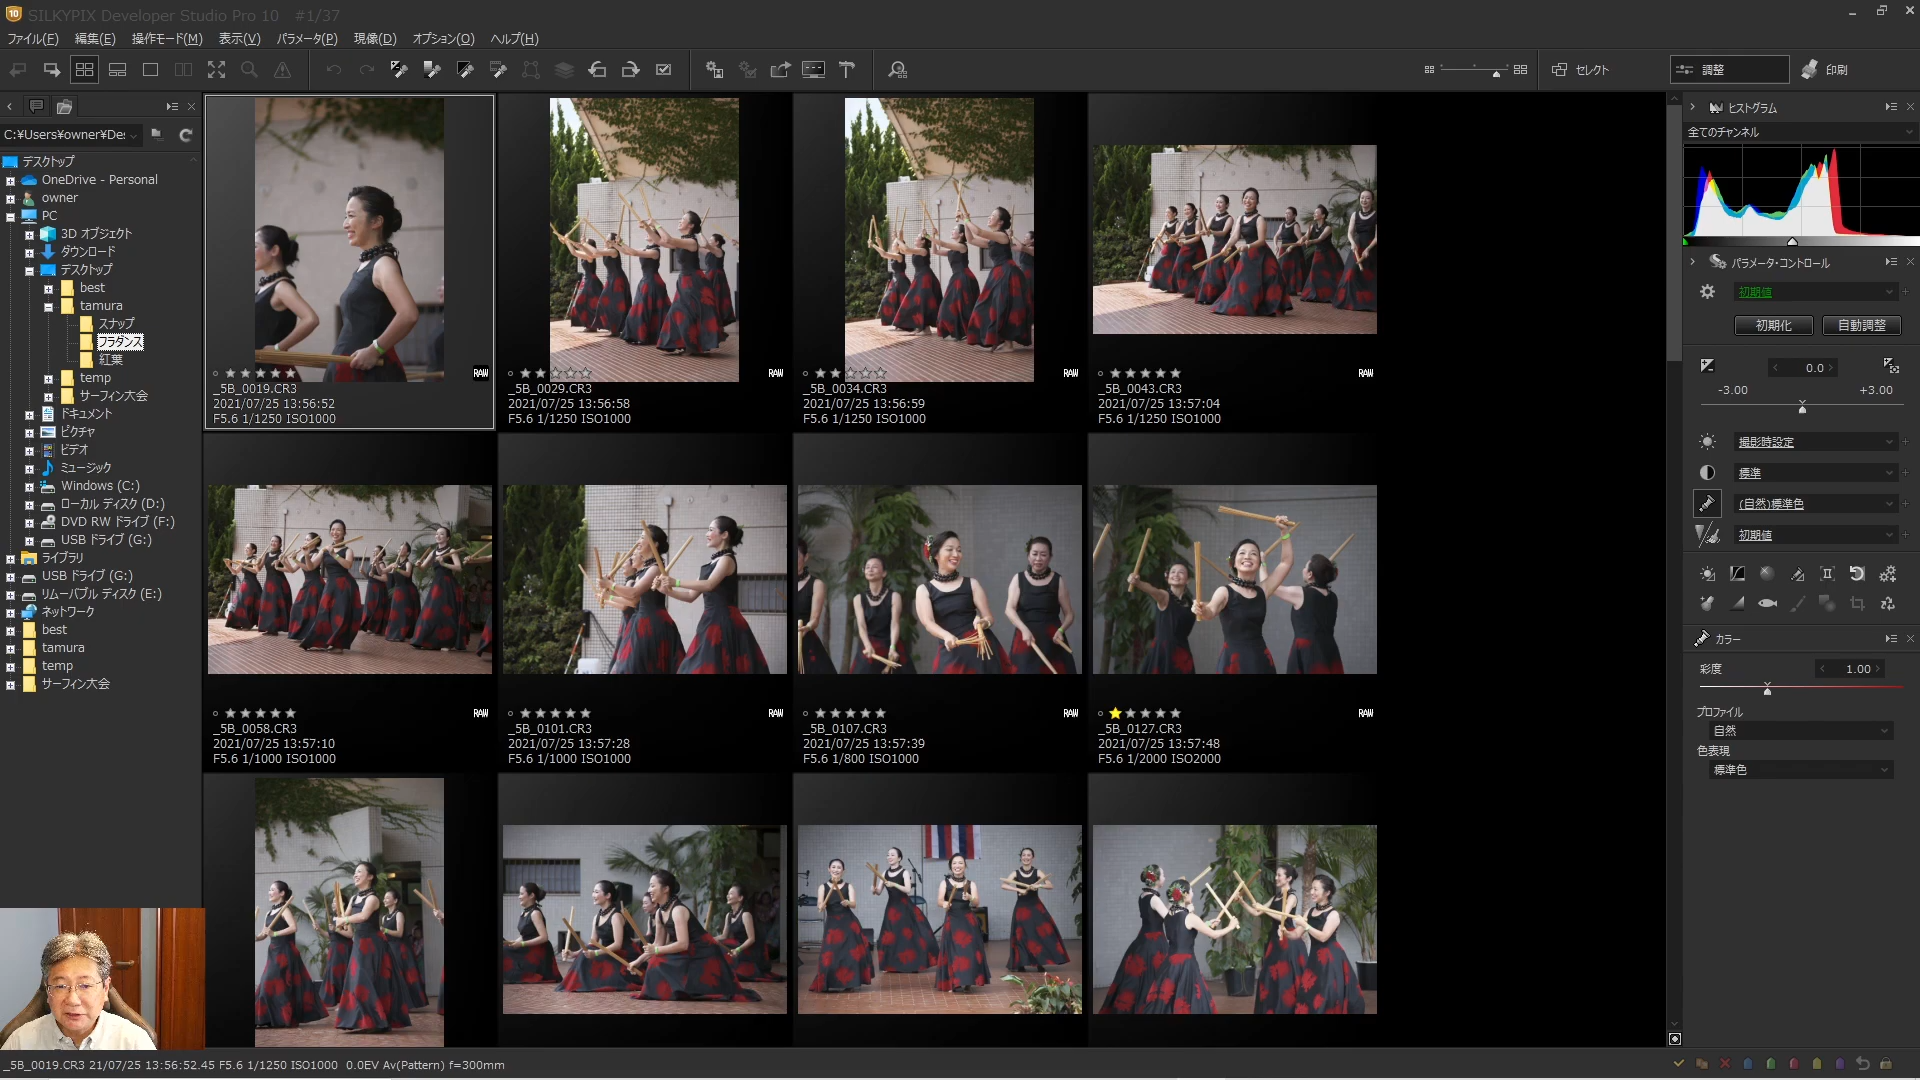 SILKYPIX Developer Studio Pro 10   #1/37
ファイル(F)  編集(E)  操作モード(M)  表示(V)  パラメータ(P)  現像(D)  オプション(O)  ヘルプ(H)
セレクト  調整  印刷
C:¥Users¥owner¥De:
デスクトップ
OneDrive - Personal
owner
PC
3D オブジェクト
ダウンロード
デスクトップ
best
tamura
スナップ
フラダンス
紅葉
temp
サーフィン大会
ドキュメント
ピクチャ
ビデオ
ミュージック
Windows (C:)
ローカル ディスク (D:)
DVD RW ドライブ (F:)
USB ドライブ (G:)
ライブラリ
USB ドライブ (G:)
リムーバブル ディスク (E:)
ネットワーク
best
tamura
temp
サーフィン大会
RAW
_5B_0019.CR3
2021/07/25 13:56:52
F5.6 1/1250 ISO1000
RAW
_5B_0029.CR3
2021/07/25 13:56:58
F5.6 1/1250 ISO1000
RAW
_5B_0034.CR3
2021/07/25 13:56:59
F5.6 1/1250 ISO1000
RAW
_5B_0043.CR3
2021/07/25 13:57:04
F5.6 1/1250 ISO1000
RAW
_5B_0058.CR3
2021/07/25 13:57:10
F5.6 1/1000 ISO1000
RAW
_5B_0101.CR3
2021/07/25 13:57:28
F5.6 1/1000 ISO1000
RAW
_5B_0107.CR3
2021/07/25 13:57:39
F5.6 1/800 ISO1000
RAW
_5B_0127.CR3
2021/07/25 13:57:48
F5.6 1/2000 ISO2000
ヒストグラム
全てのチャンネル
パラメータ・コントロール
初期値
初期化  自動調整
0.0
-3.00  +3.00
撮影時設定
標準
(自然)標準色
初期値
カラー
彩度  1.00
プロファイル
自然
色表現
標準色
_5B_0019.CR3 21/07/25 13:56:52.45 F5.6 1/1250 ISO1000  0.0EV Av(Pattern) f=300mm